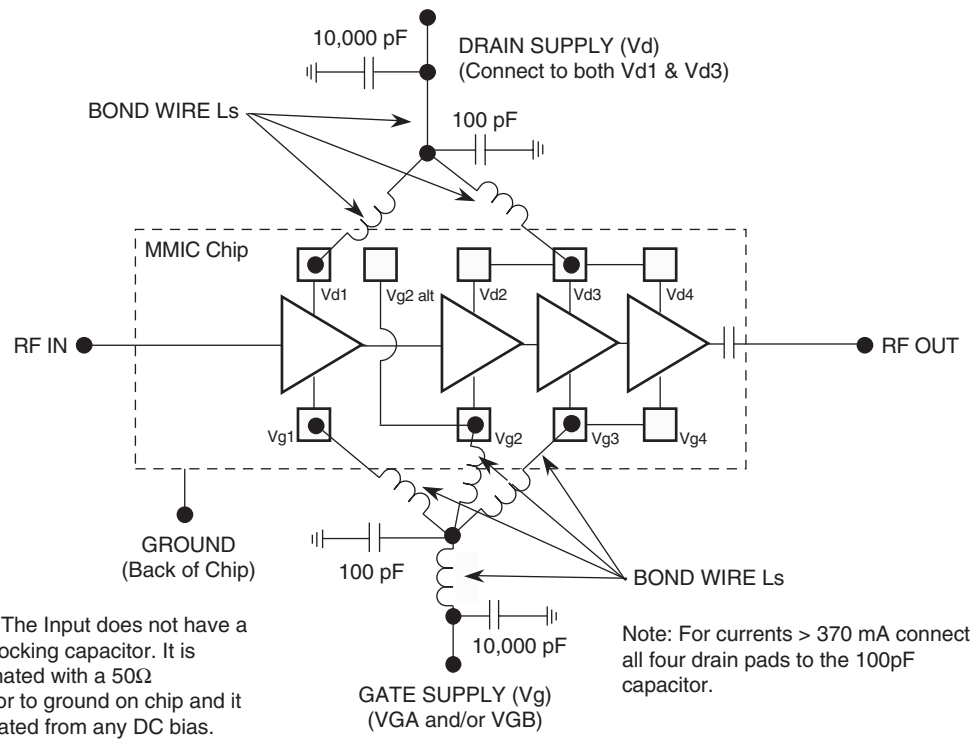 10,000 pF
DRAIN SUPPLY (Vd)
(Connect to both Vd1 & Vd3)
BOND WIRE Ls
100 pF
MMIC Chip
Vd1
Vg2 alt
Vd2
Vd3
Vd4
RF IN
RF OUT
Vg1
Vg2
Vg3
Vg4
GROUND
(Back of Chip)
100 pF
BOND WIRE Ls
10,000 pF
GATE SUPPLY (Vg)
(VGA and/or VGB)
The Input does not have a
ocking capacitor. It is
nated with a 50Ω
or to ground on chip and it
ated from any DC bias.
Note: For currents > 370 mA connect
all four drain pads to the 100pF
capacitor.